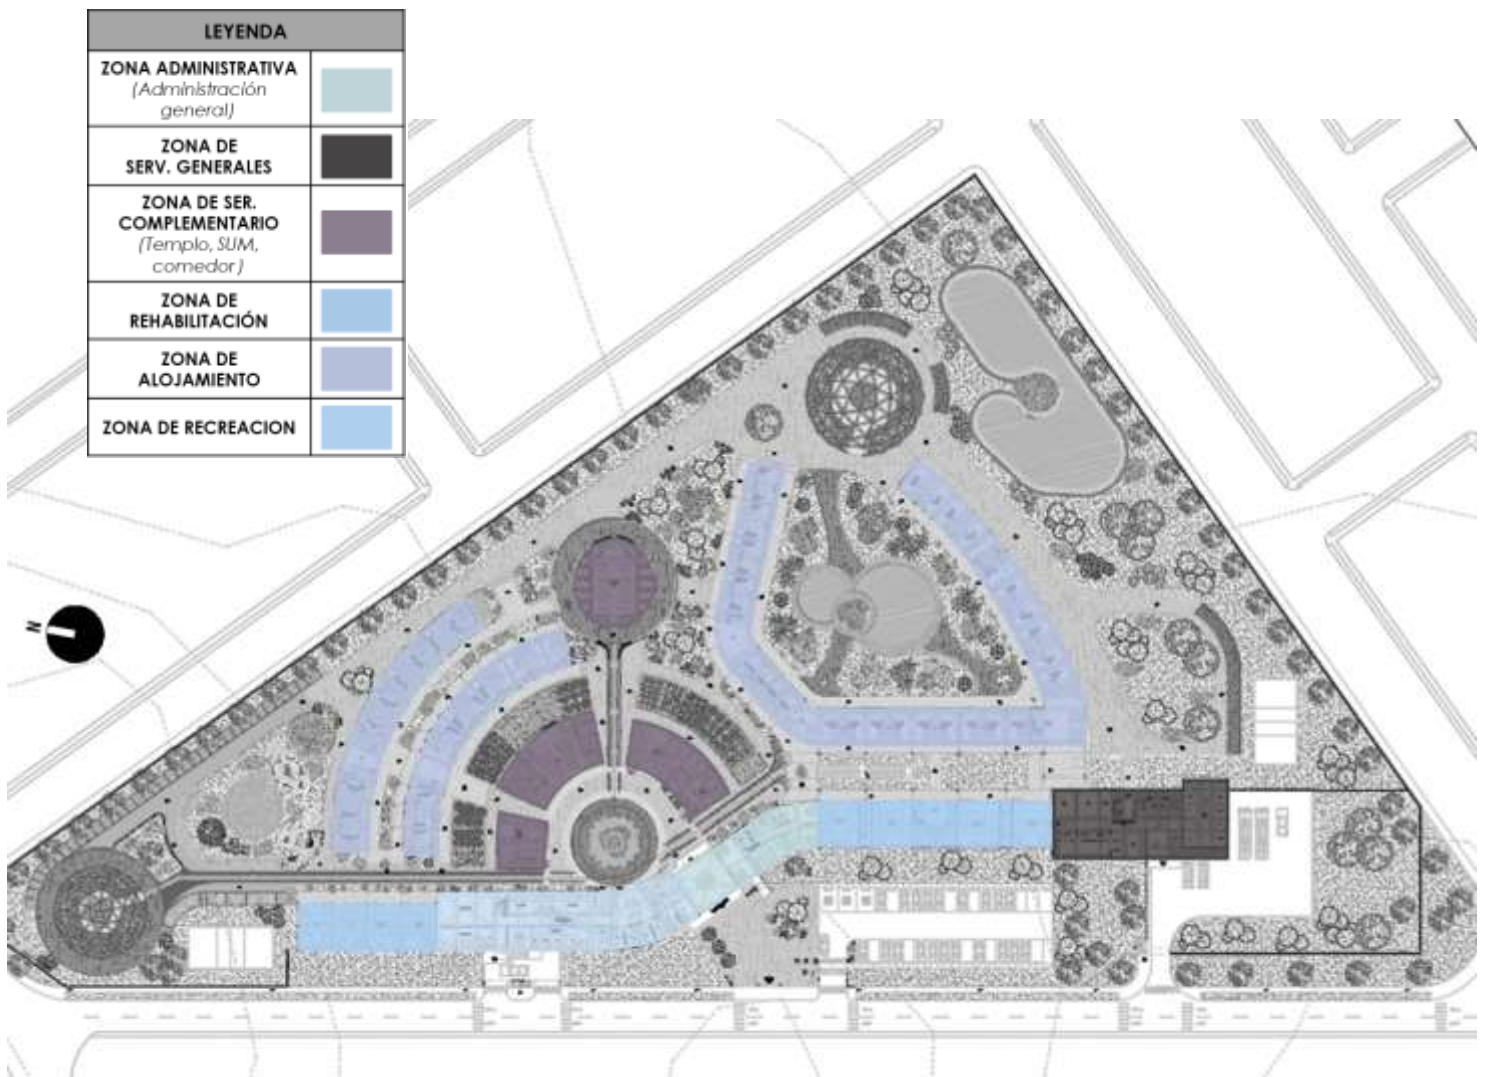 LEYENDA
ZONA ADMINISTRATIVA
(Administración
general)
ZONA DE
SERV. GENERALES
ZONA DE SER.
COMPLEMENTARIO
(Templo, SUM,
comedor)
ZONA DE
REHABILITACIÓN
ZONA DE
ALOJAMIENTO
ZONA DE RECREACION
N